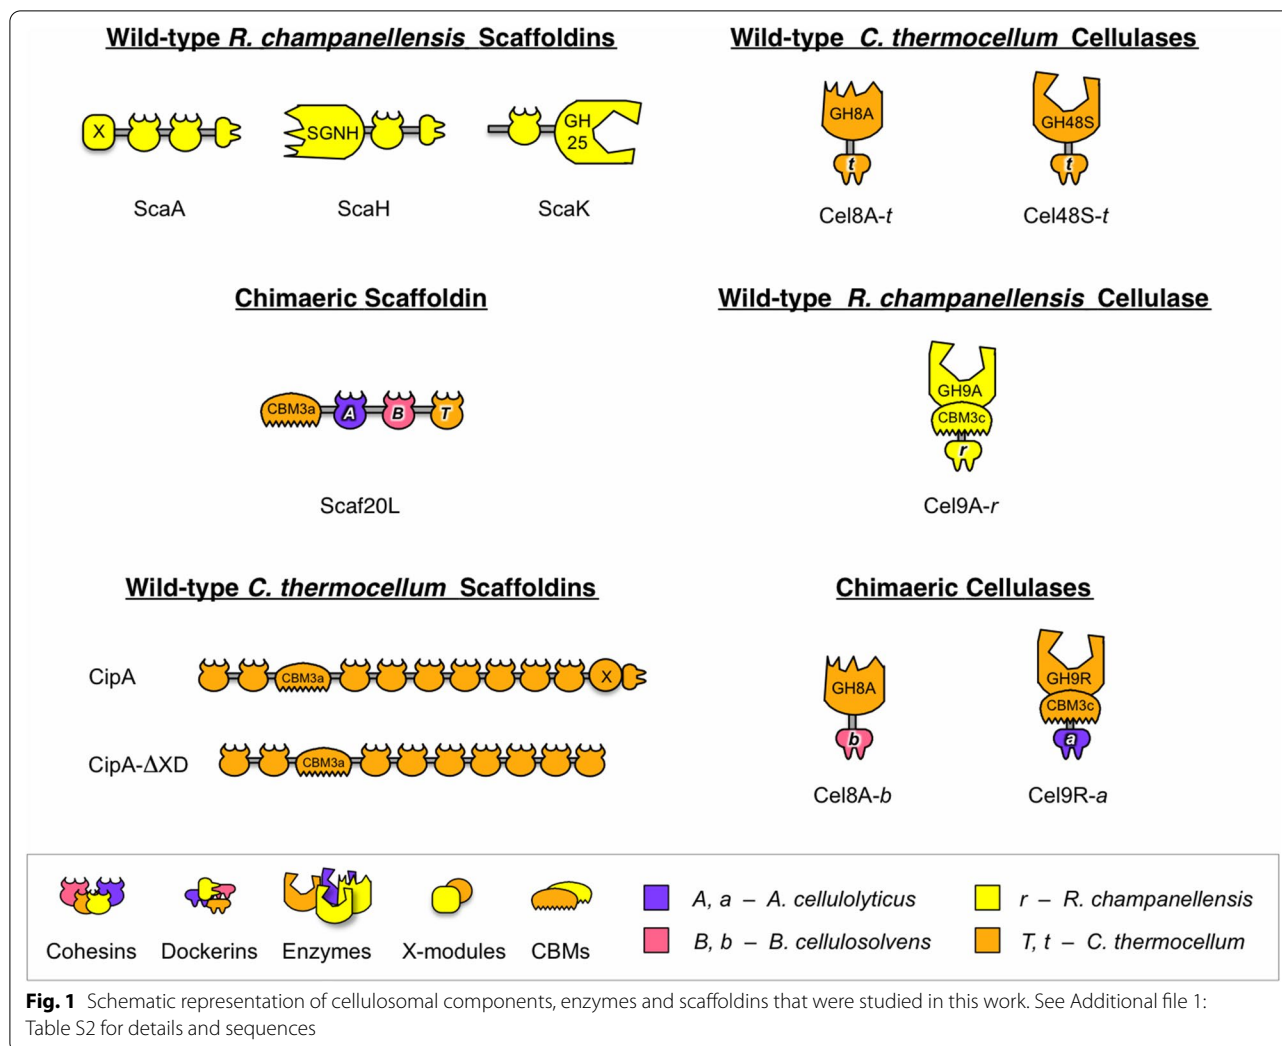 Wild-type R. champanellensis Scaffoldins
Wild-type C. thermocellum Cellulases
X
SGNH
GH
25
GH8A
GH48S
t
t
ScaA
ScaH
ScaK
Cel8A-t
Cel48S-t
Chimaeric Scaffoldin
Wild-type R. champanellensis Cellulase
CBM3a
A
B
T
GH9A
CBM3c
r
Scaf20L
Cel9A-r
Wild-type C. thermocellum Scaffoldins
Chimaeric Cellulases
CipA
CBM3a
X
CipA-ΔXD
CBM3a
GH8A
b
GH9R
CBM3c
a
Cel8A-b
Cel9R-a
Cohesins
Dockerins
Enzymes
X-modules
CBMs
A, a – A. cellulolyticus
B, b – B. cellulosolvens
r – R. champanellensis
T, t – C. thermocellum
Fig. 1 Schematic representation of cellulosomal components, enzymes and scaffoldins that were studied in this work. See Additional file 1:
Table S2 for details and sequences